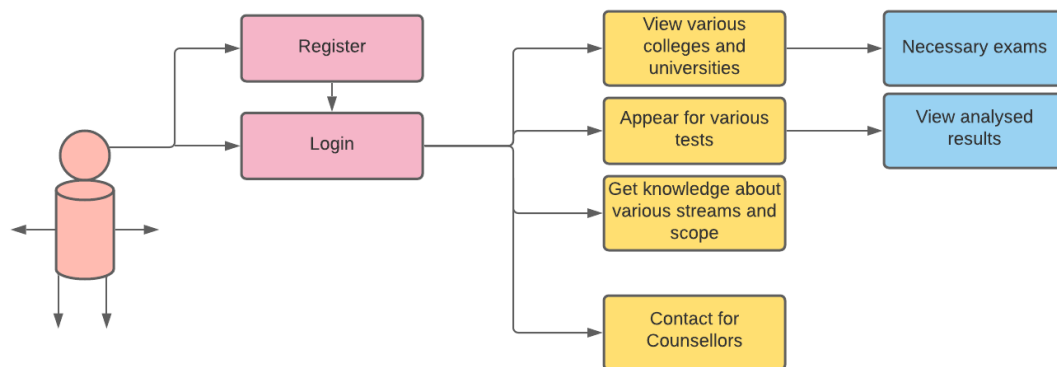 Register
Login
View various
colleges and
universities
Appear for various
tests
Get knowledge about
various streams and
scope
Contact for
Counsellors
Necessary exams
View analysed
results